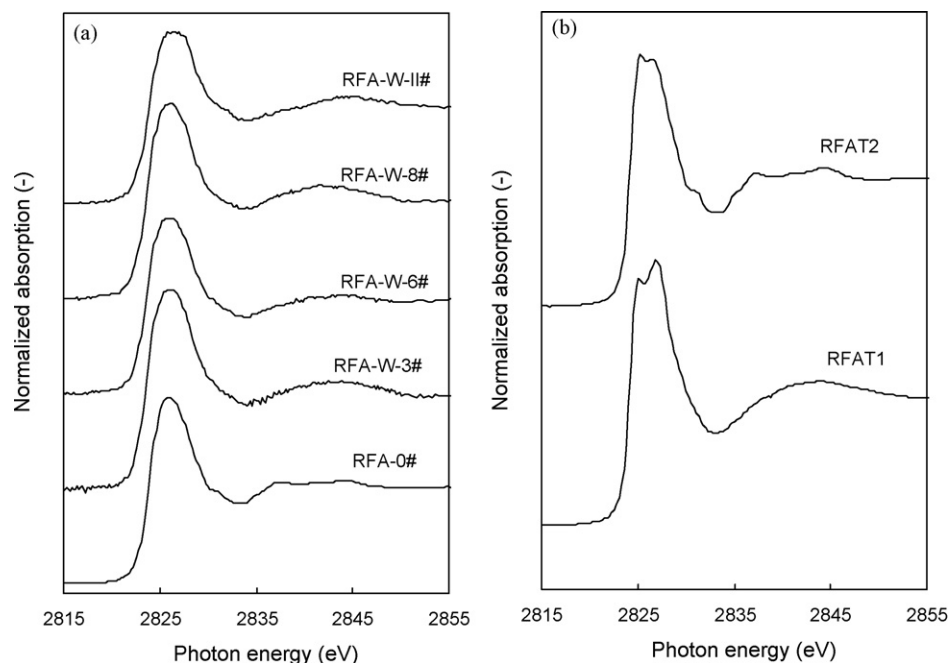 (a)
RFA-W-II#
RFA-W-8#
RFA-W-6#
RFA-W-3#
RFA-0#
Normalized absorption (-)
2815 2825 2835 2845 2855
Photon energy (eV)
(b)
RFAT2
RFAT1
Normalized absorption (-)
2815 2825 2835 2845 2855
Photon energy (eV)